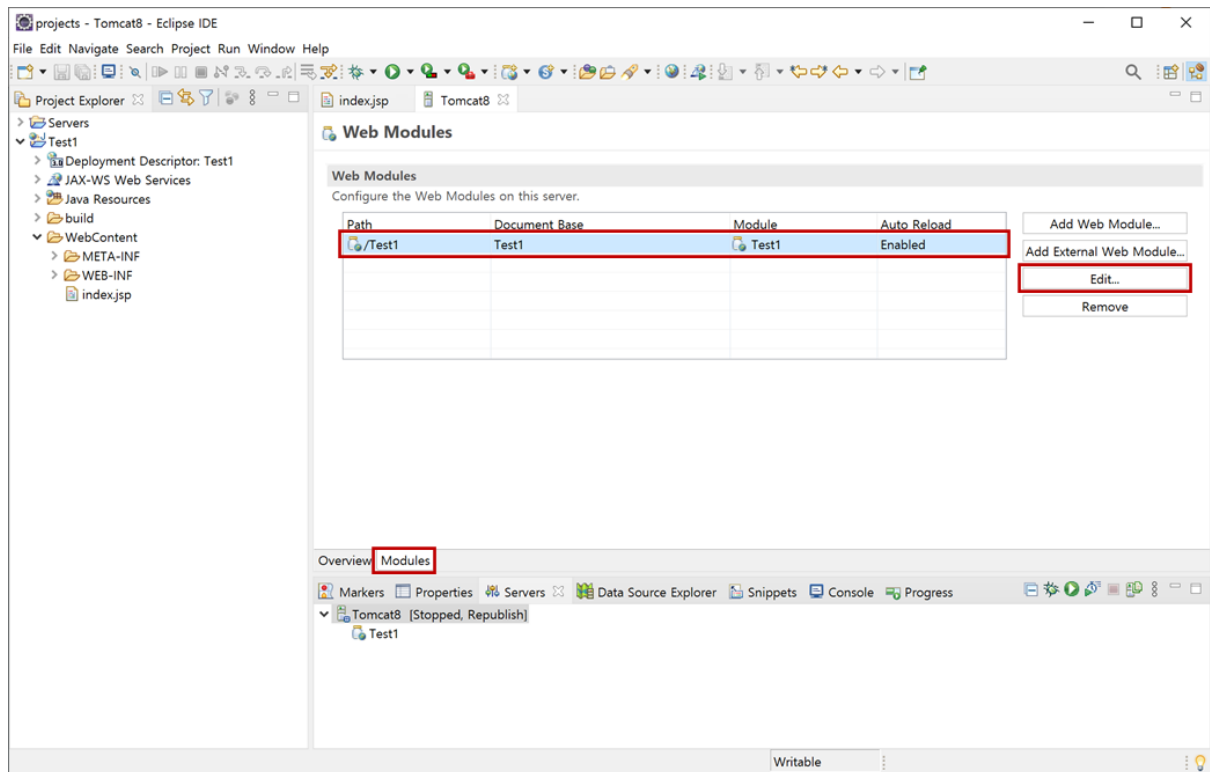 projects - Tomcat8 - Eclipse IDE
File Edit Navigate Search Project Run Window Help
Project Explorer
index.jsp
Tomcat8
Servers
Test1
Deployment Descriptor: Test1
JAX-WS Web Services
Java Resources
build
WebContent
META-INF
WEB-INF
index.jsp
Web Modules
Web Modules
Configure the Web Modules on this server.
Path Document Base Module Auto Reload
/Test1 Test1 Test1 Enabled
Add Web Module...
Add External Web Module...
Edit...
Remove
Overview Modules
Markers Properties Servers Data Source Explorer Snippets Console Progress
Tomcat8 [Stopped, Republish]
Test1
Writable